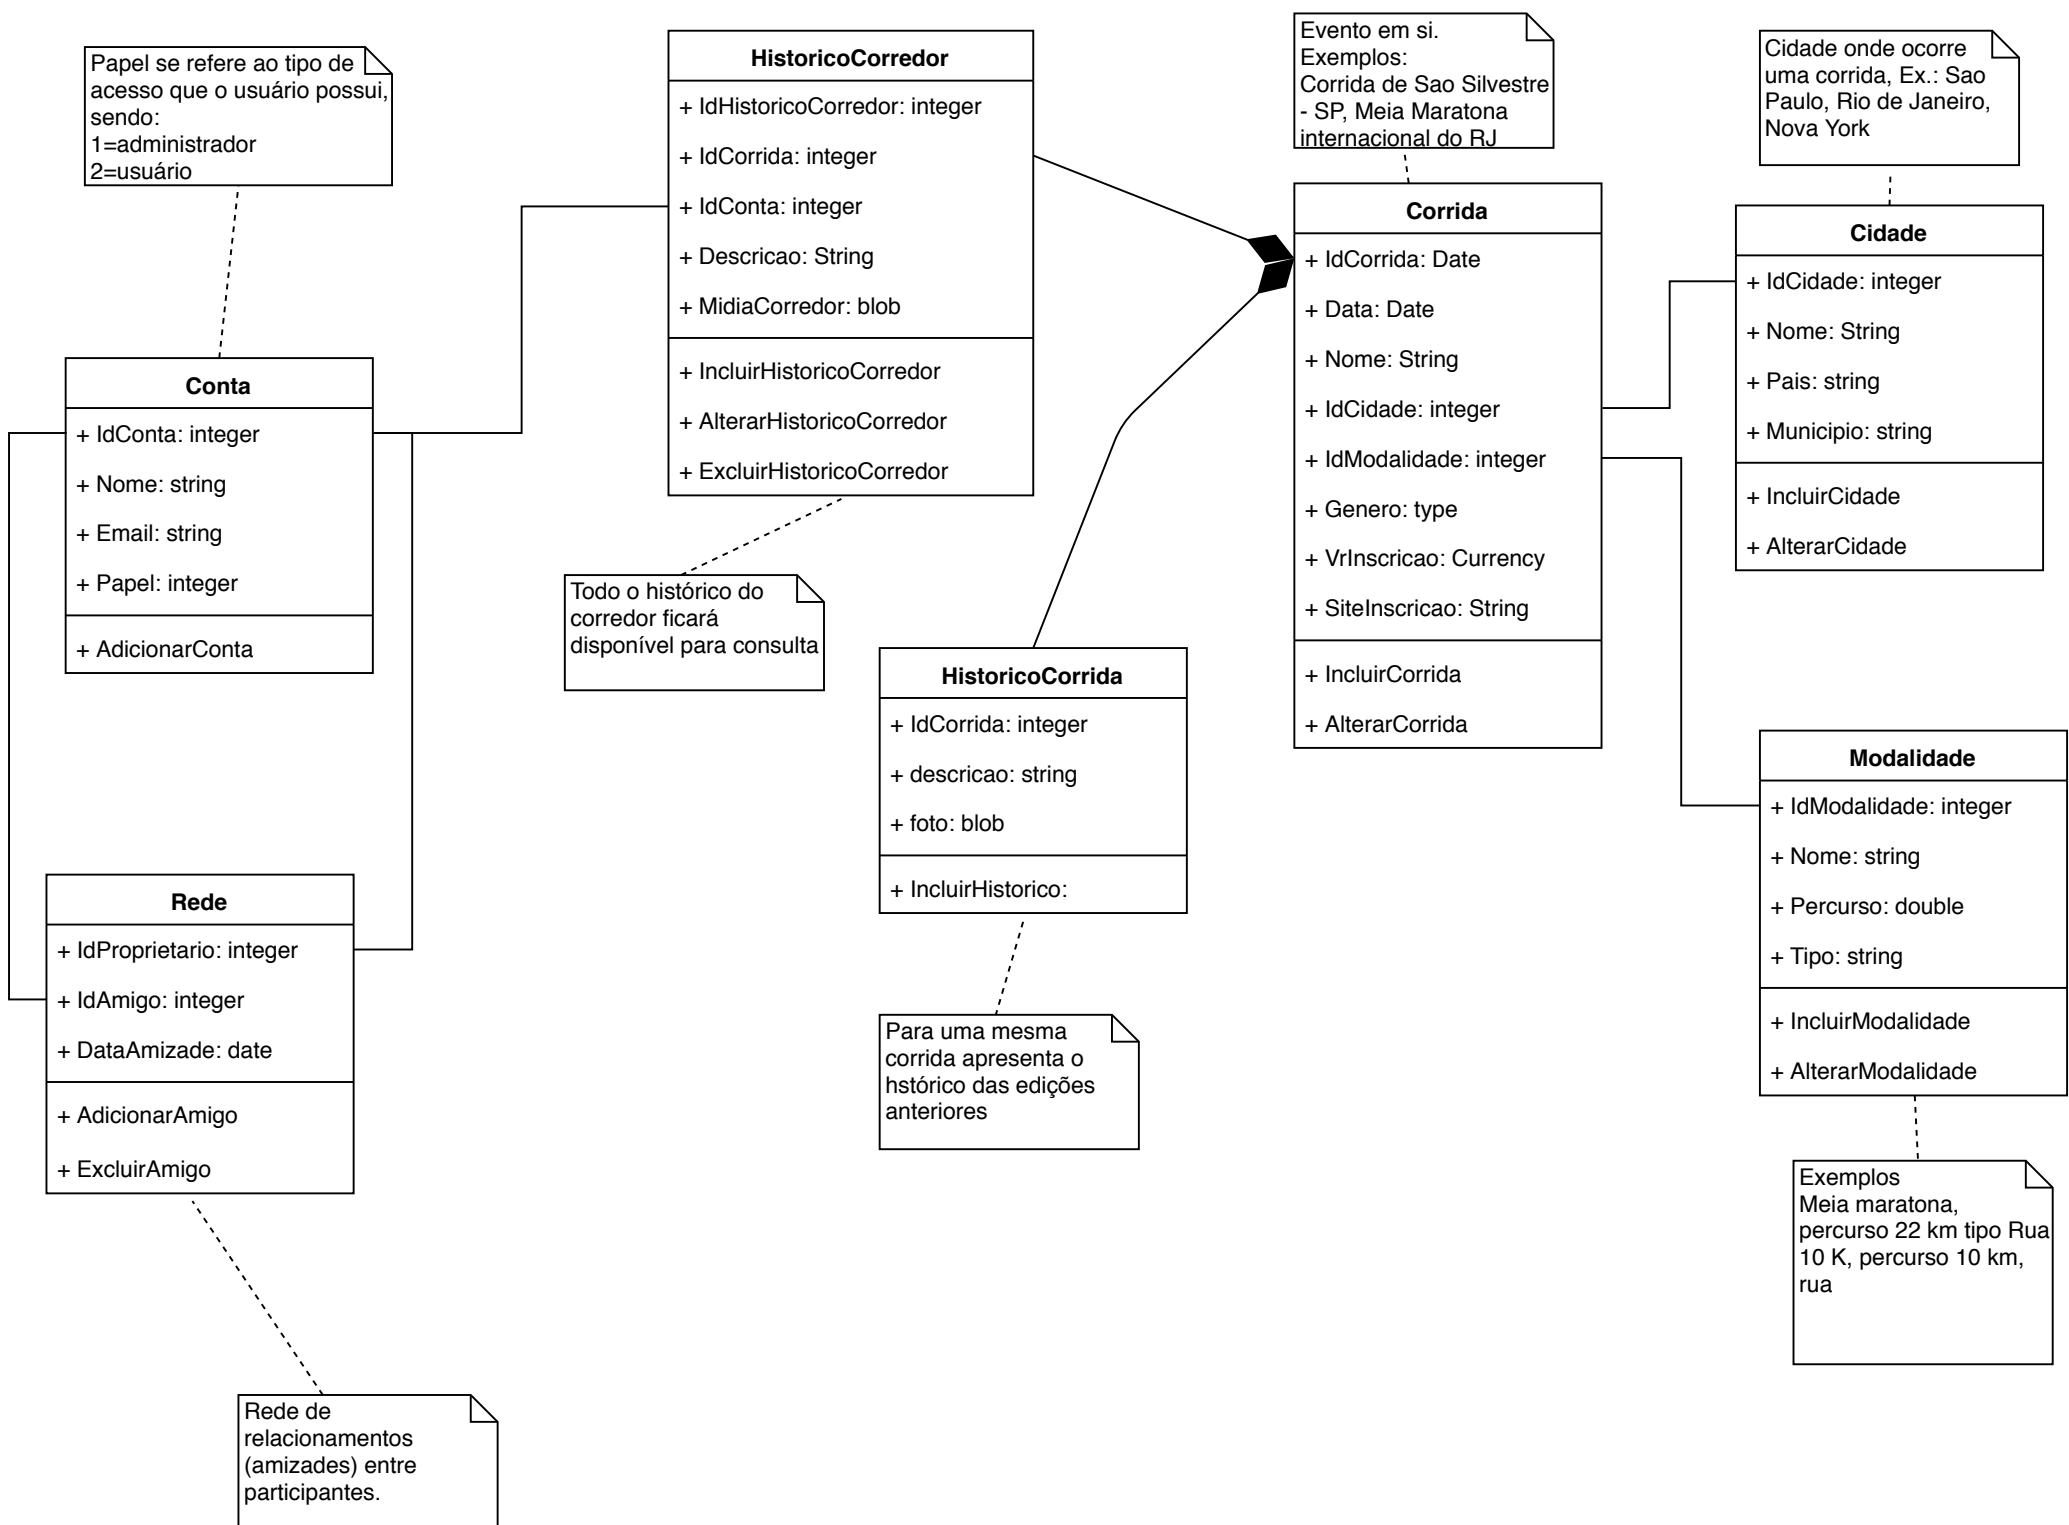 Papel se refere ao tipo de
acesso que o usuário possui,
sendo:
1=administrador
2=usuário
HistoricoCorredor
+ IdHistoricoCorredor: integer
+ IdCorrida: integer
+ IdConta: integer
+ Descricao: String
+ MidiaCorredor: blob
+ IncluirHistoricoCorredor
+ AlterarHistoricoCorredor
+ ExcluirHistoricoCorredor
Evento em si.
Exemplos:
Corrida de Sao Silvestre
- SP, Meia Maratona
internacional do RJ
Cidade onde ocorre
uma corrida, Ex.: Sao
Paulo, Rio de Janeiro,
Nova York
Corrida
+ IdCorrida: Date
+ Data: Date
+ Nome: String
+ IdCidade: integer
+ IdModalidade: integer
+ Genero: type
+ VrInscricao: Currency
+ SiteInscricao: String
+ IncluirCorrida
+ AlterarCorrida
Cidade
+ IdCidade: integer
+ Nome: String
+ Pais: string
+ Municipio: string
+ IncluirCidade
+ AlterarCidade
Conta
+ IdConta: integer
+ Nome: string
+ Email: string
+ Papel: integer
+ AdicionarConta
Todo o histórico do
corredor ficará
disponível para consulta
HistoricoCorrida
+ IdCorrida: integer
+ descricao: string
+ foto: blob
+ IncluirHistorico:
Modalidade
+ IdModalidade: integer
+ Nome: string
+ Percurso: double
+ Tipo: string
+ IncluirModalidade
+ AlterarModalidade
Rede
+ IdProprietario: integer
+ IdAmigo: integer
+ DataAmizade: date
+ AdicionarAmigo
+ ExcluirAmigo
Para uma mesma
corrida apresenta o
hstórico das edições
anteriores
Exemplos
Meia maratona,
percurso 22 km tipo Rua
10 K, percurso 10 km,
rua
Rede de
relacionamentos
(amizades) entre
participantes.